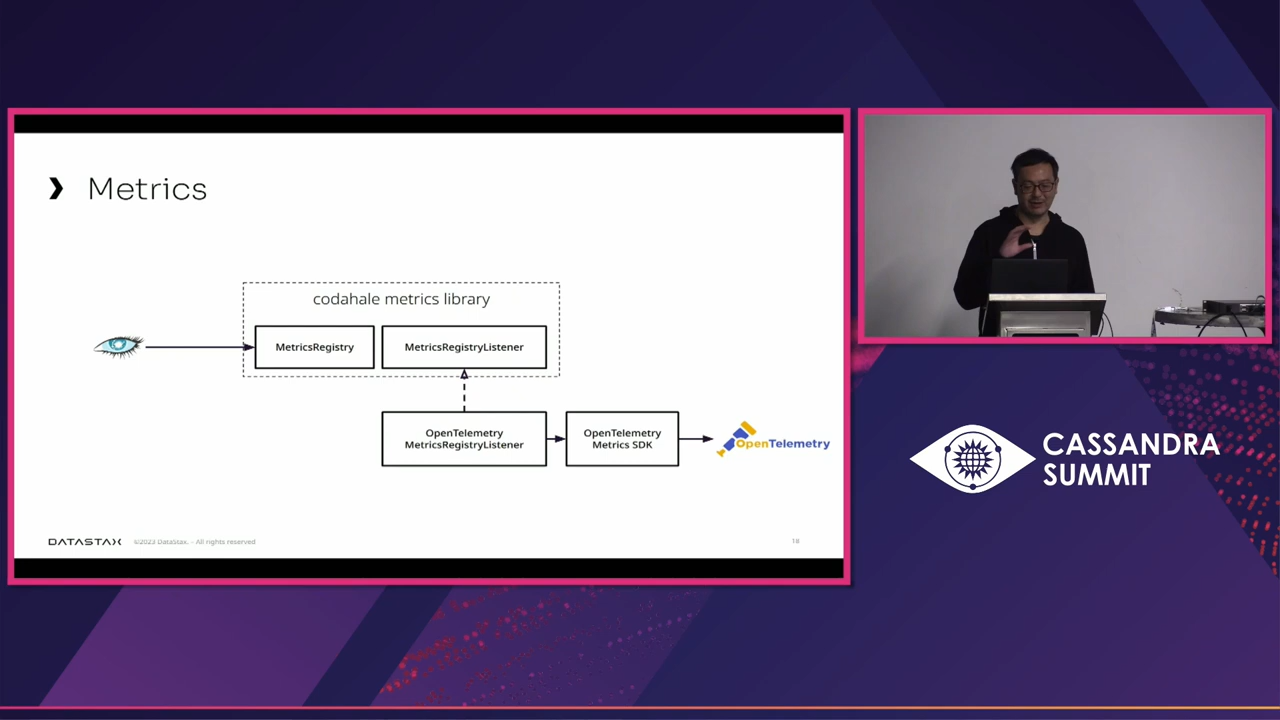 Metrics
codahale metrics library
MetricsRegistry
MetricsRegistryListener
OpenTelemetry
MetricsRegistryListener
OpenTelemetry
Metrics SDK
OpenTelemetry
DATASTAX
©2023 DataStax. – All rights reserved
18
CASSANDRA
SUMMIT